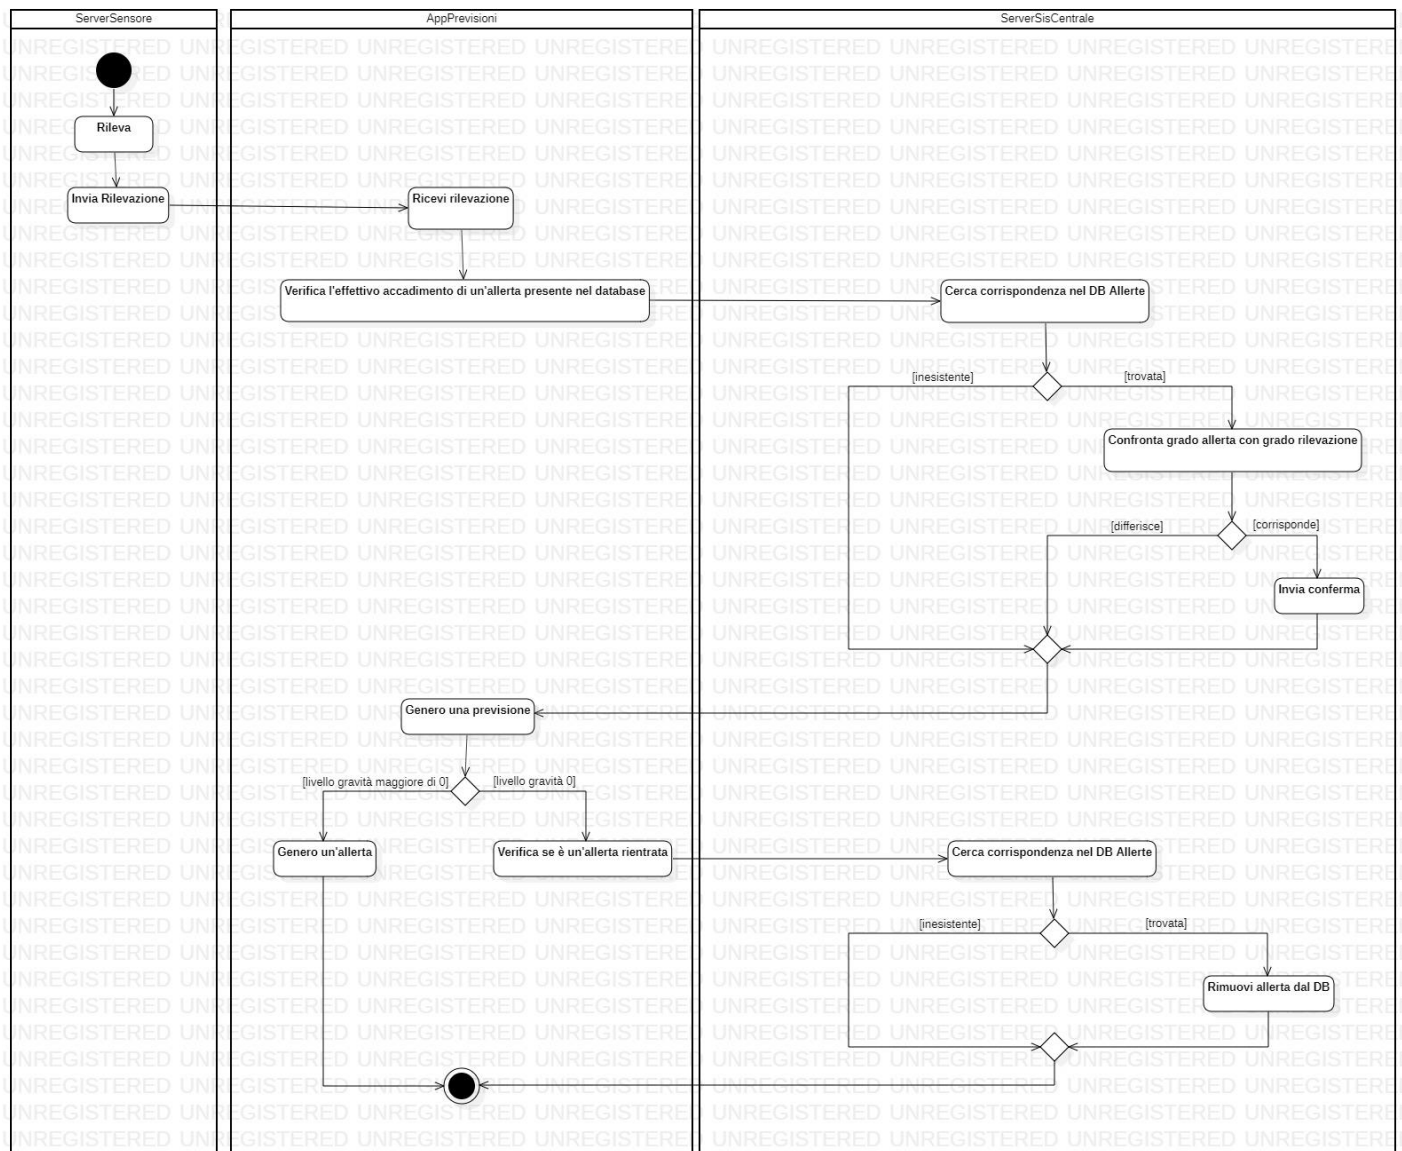 ServerSensore
AppPrevisioni
ServerSisCentrale
Rileva
Invia Rilevazione
Ricevi rilevazione
Verifica l'effettivo accadimento di un'allerta presente nel database
Cerca corrispondenza nel DB Allerte
[inesistente]
[trovata]
Confronta grado allerta con grado rilevazione
[differisce]
[corrisponde]
Invia conferma
Genero una previsione
[livello gravità maggiore di 0]
[livello gravità 0]
Genero un'allerta
Verifica se è un'allerta rientrata
Cerca corrispondenza nel DB Allerte
[inesistente]
[trovata]
Rimuovi allerta dal DB
UNREGISTERED